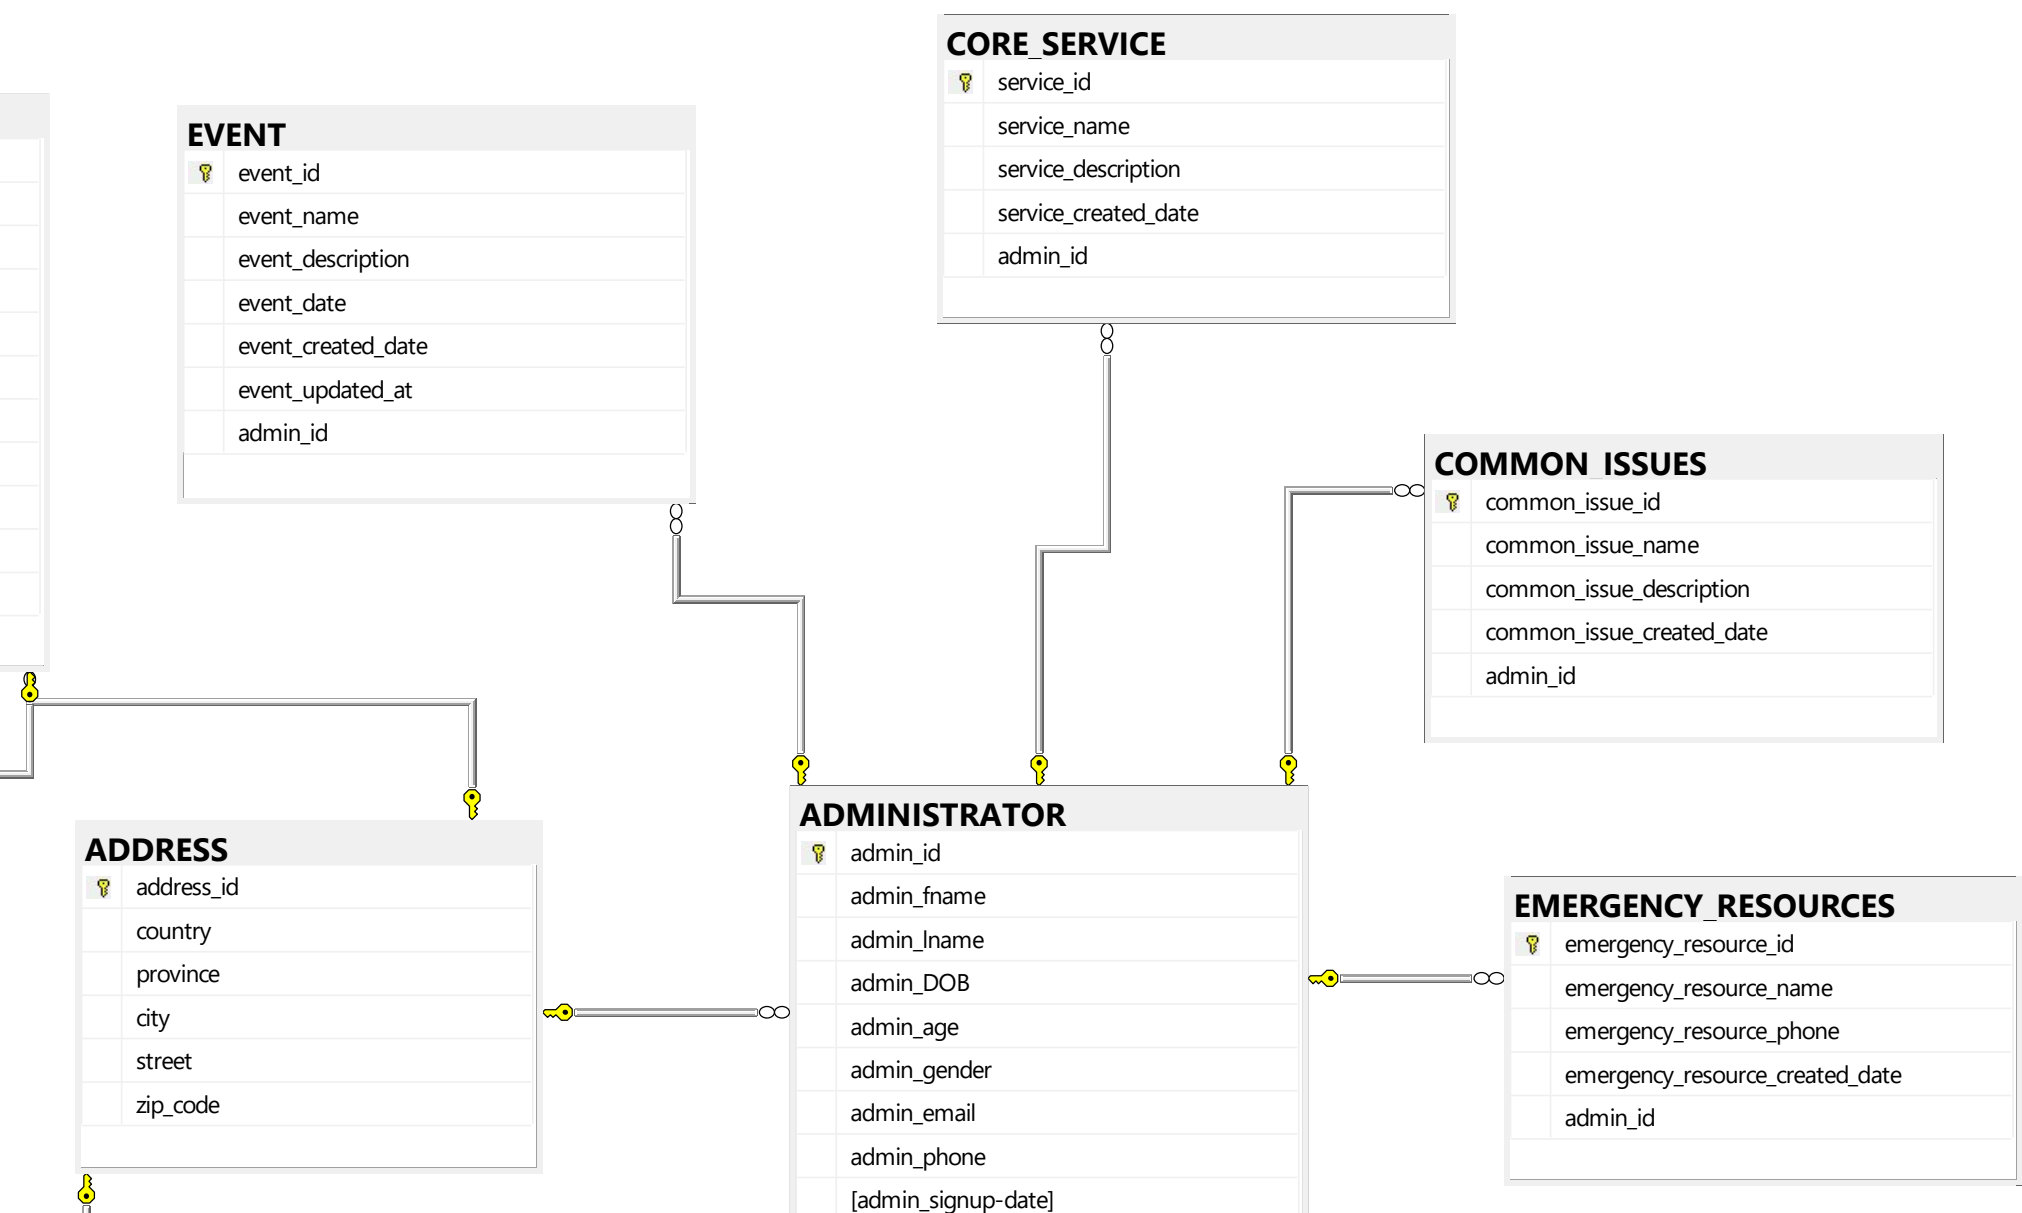 CORE_SERVICE
service_id
service_name
service_description
service_created_date
admin_id
EVENT
event_id
event_name
event_description
event_date
event_created_date
event_updated_at
admin_id
COMMON_ISSUES
common_issue_id
common_issue_name
common_issue_description
common_issue_created_date
admin_id
ADDRESS
address_id
country
province
city
street
zip_code
ADMINISTRATOR
admin_id
admin_fname
admin_lname
admin_DOB
admin_age
admin_gender
admin_email
admin_phone
[admin_signup-date]
EMERGENCY_RESOURCES
emergency_resource_id
emergency_resource_name
emergency_resource_phone
emergency_resource_created_date
admin_id